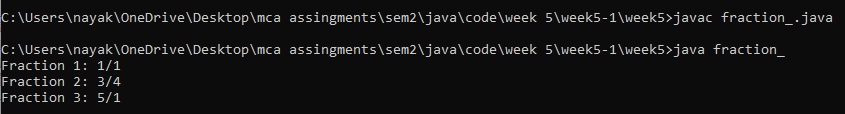 C:\Users\nayak\OneDrive\Desktop\mca assingments\sem2\java\code\week 5\week5-1\week5>javac fraction_.java
C:\Users\nayak\OneDrive\Desktop\mca assingments\sem2\java\code\week 5\week5-1\week5>java fraction_
Fraction 1: 1/1
Fraction 2: 3/4
Fraction 3: 5/1